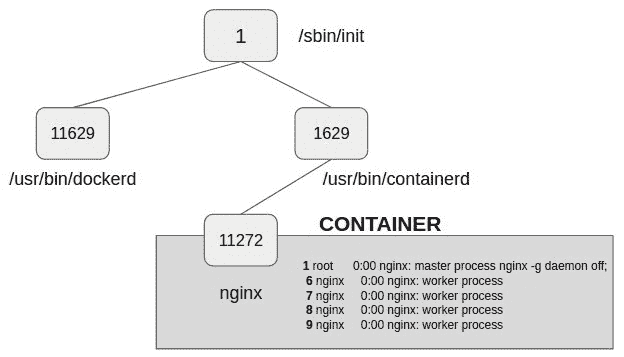 1 /sbin/init
11629 1629
/usr/bin/dockerd /usr/bin/containerd
CONTAINER
11272
nginx
1 root 0:00 nginx: master process nginx -g daemon off;
6 nginx 0:00 nginx: worker process
7 nginx 0:00 nginx: worker process
8 nginx 0:00 nginx: worker process
9 nginx 0:00 nginx: worker process